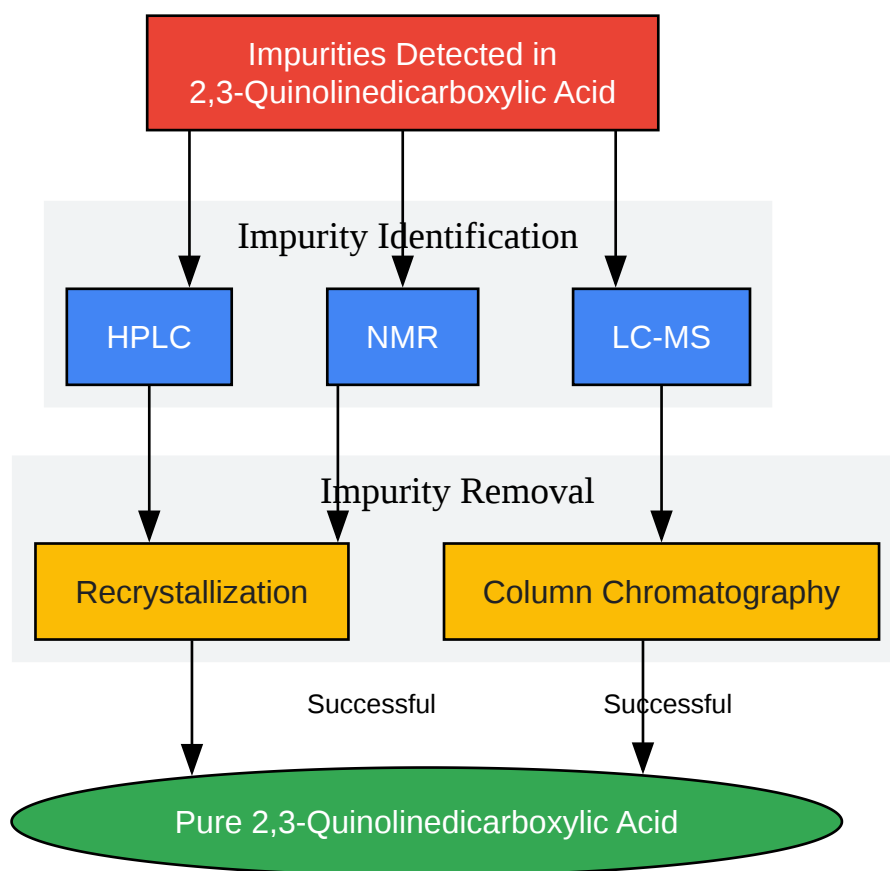 Impurities Detected in
2,3-Quinolinedicarboxylic Acid
Impurity Identification
HPLC
NMR
LC-MS
Impurity Removal
Recrystallization
Column Chromatography
Successful
Successful
Pure 2,3-Quinolinedicarboxylic Acid